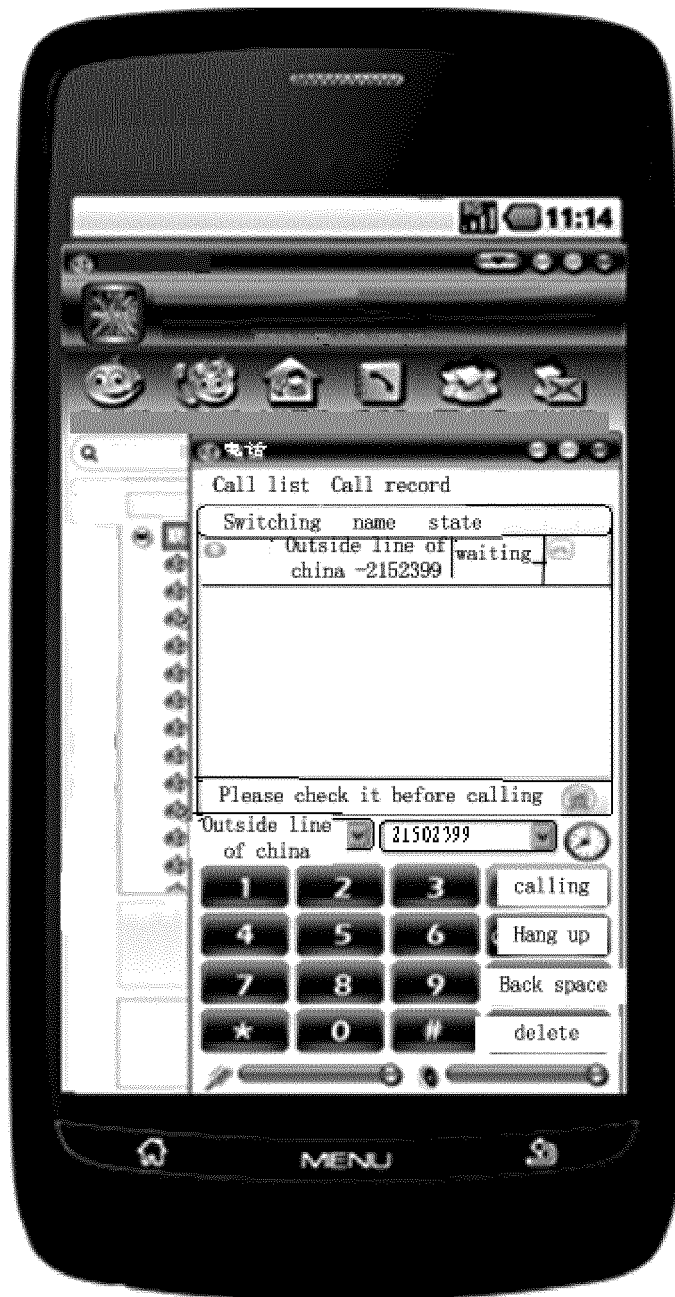 11:14
电话
Call list Call record
Switching name state
Outside line of
china -2152399
waiting
Please check it before calling
Outside line
of china
21502399
1 2 3 calling
4 5 6 Hang up
7 8 9 Back space
* 0 # delete
MENU